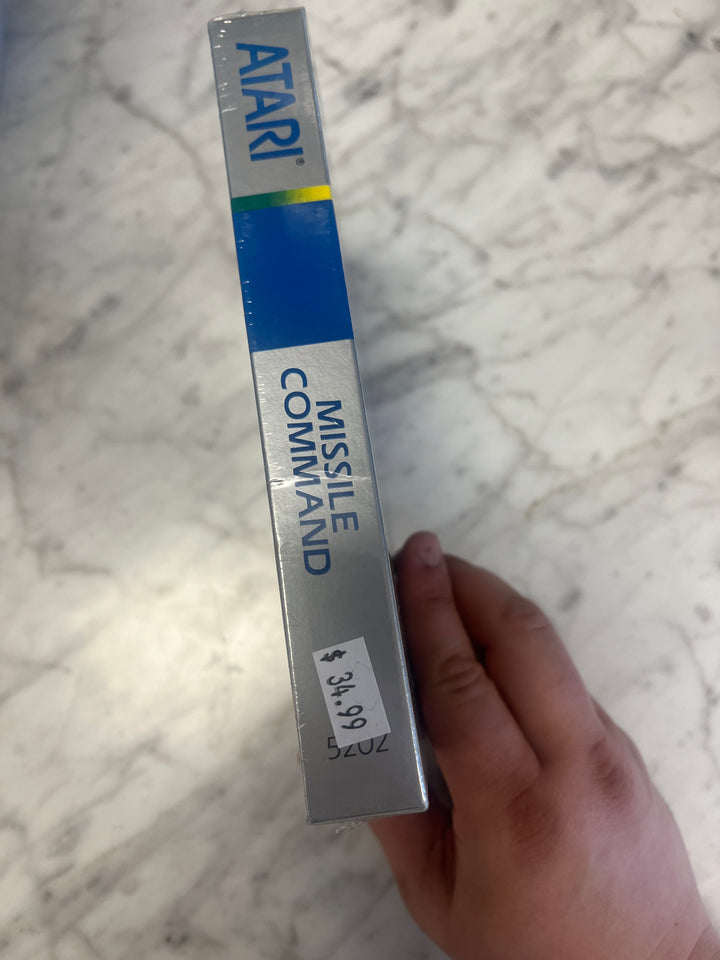 ATARI®
MISSILE
COMMAND
$ 34.99
5202